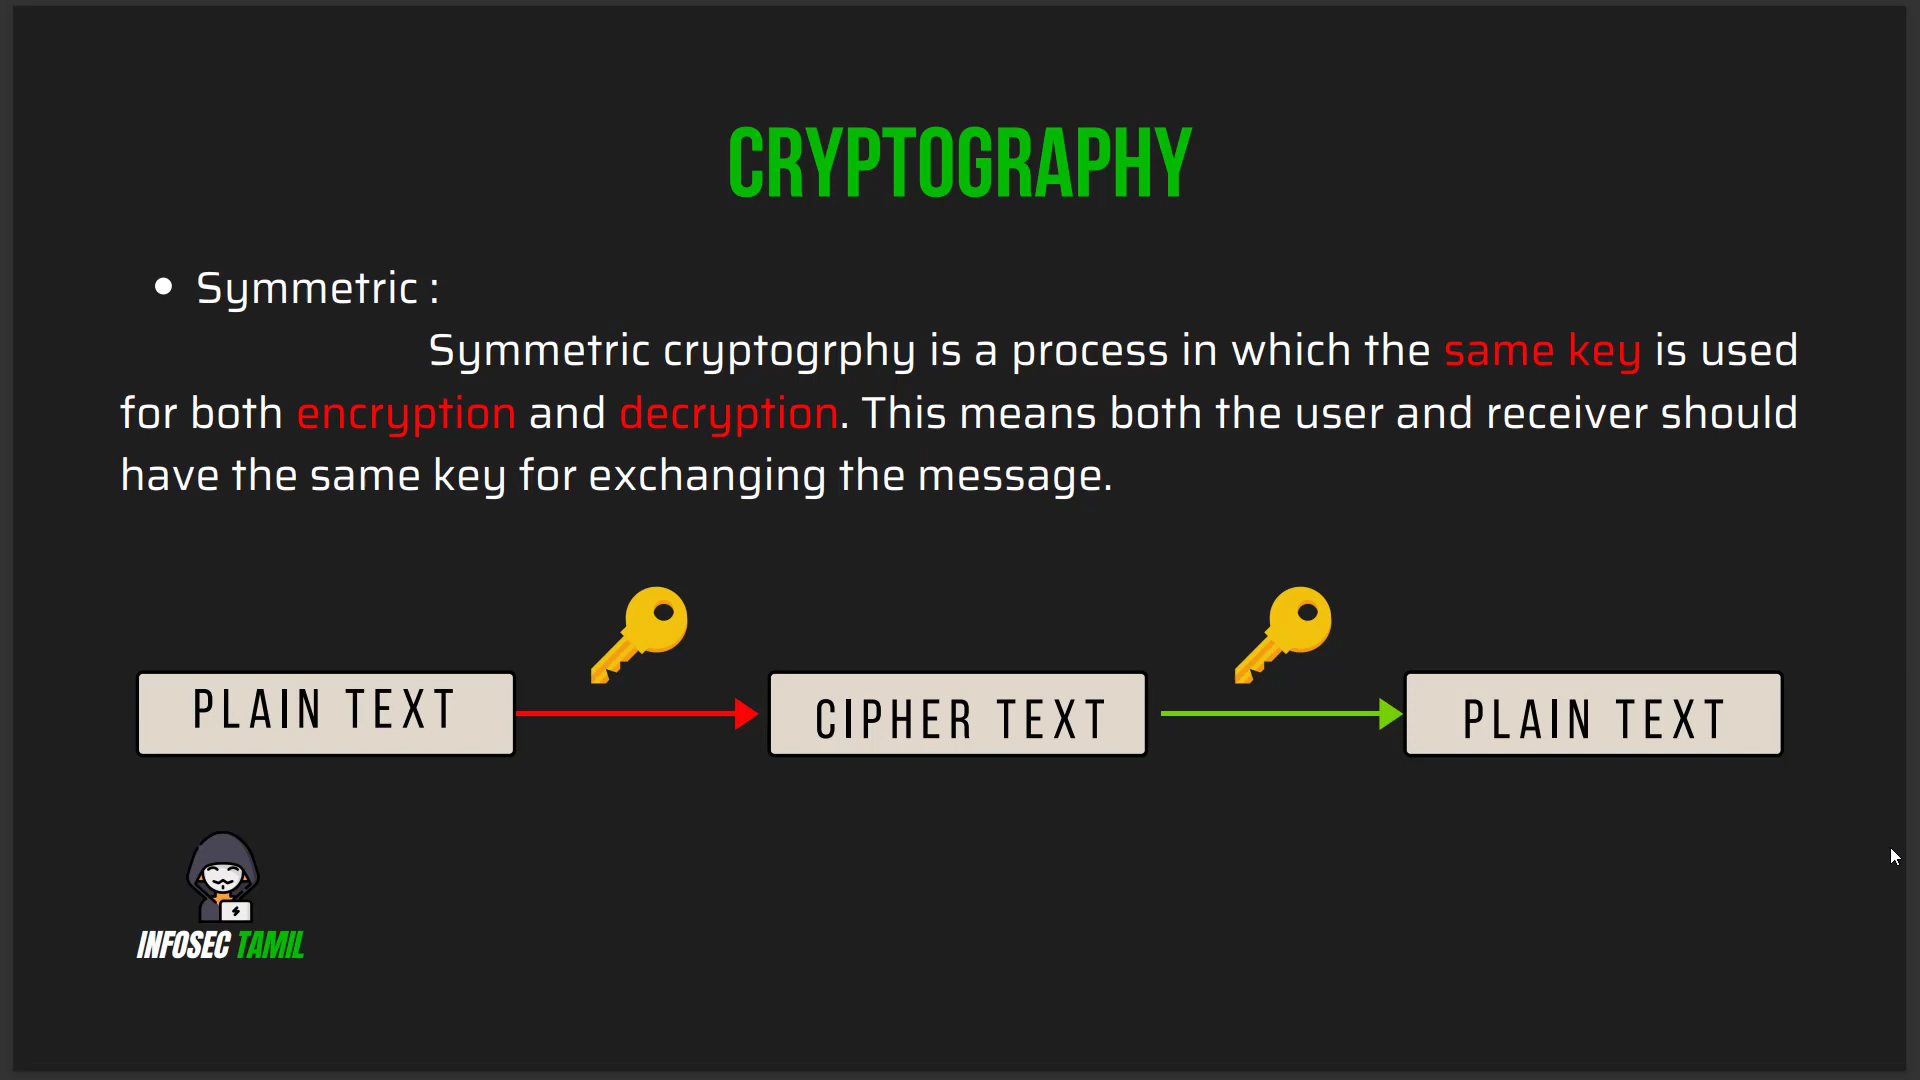 CRYPTOGRAPHY
Symmetric :
Symmetric cryptogrphy is a process in which the same key is used
for both encryption and decryption. This means both the user and receiver should
have the same key for exchanging the message.
PLAIN TEXT
CIPHER TEXT
PLAIN TEXT
INFOSEC TAMIL